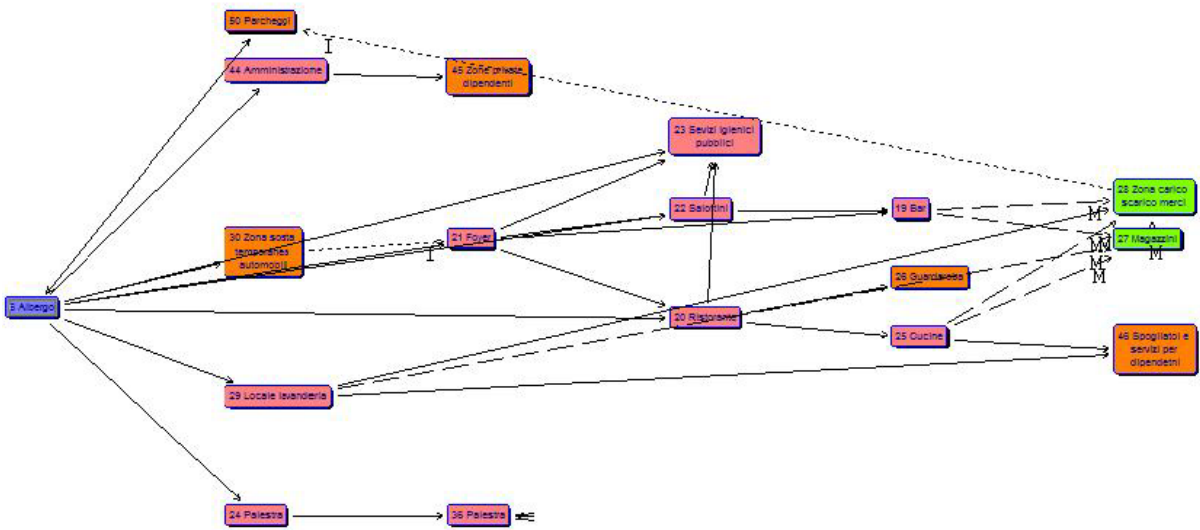 50 Parcheggi
I
44 Amministrazione
45 Zone private
dipendenti
23 Sevizi igienici
pubblici
28 Zona carico
scarico merci
22 Salottini
19 Bar
M
30 Zona sosta
temporanea
automobili
I
21 Foyer
27 Magazzini
M
M
M
M
M
26 Guardaroba
5 Albergo
20 Ristorante
25 Cucine
46 Spogliatoi e
servizi per
dipendetni
29 Locale lavanderia
24 Palestra
36 Palestra